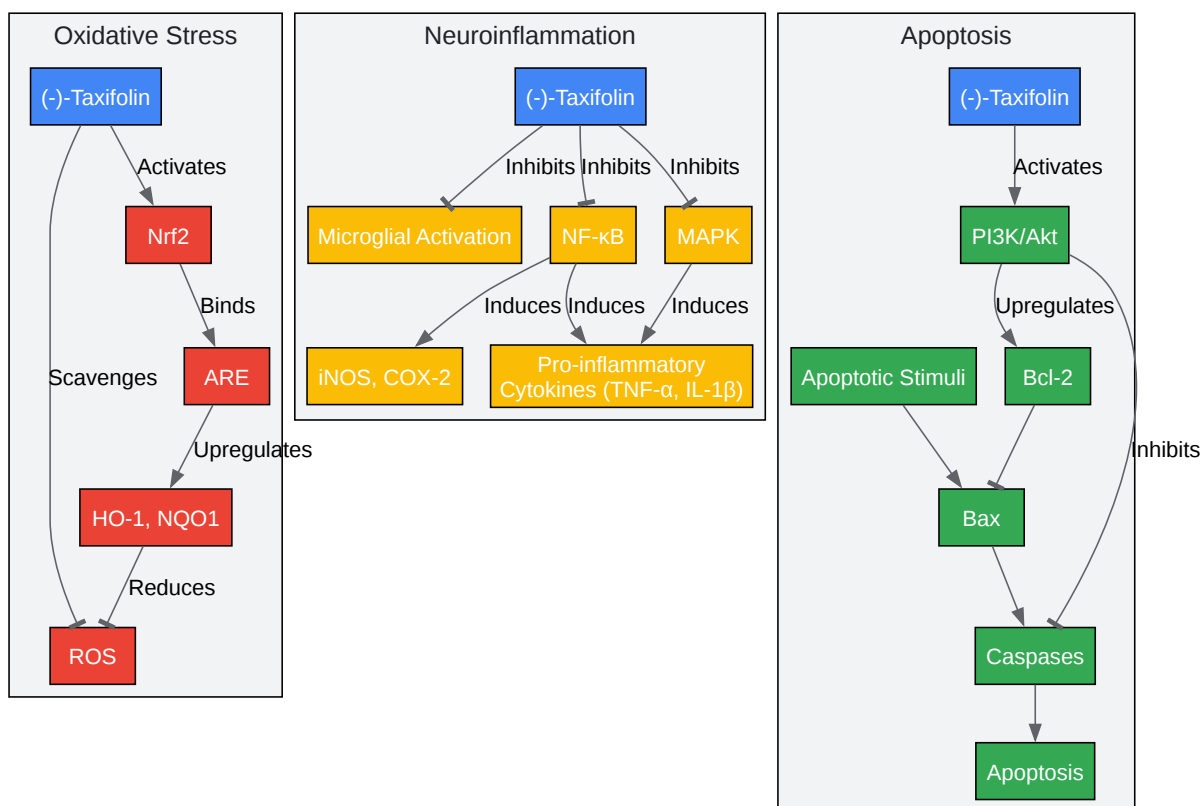 Oxidative Stress
(-)-Taxifolin
Activates
Nrf2
Binds
Scavenges
ARE
Upregulates
HO-1, NQO1
Reduces
ROS
Neuroinflammation
(-)-Taxifolin
Inhibits
Inhibits
Inhibits
Microglial Activation
NF-κB
MAPK
Induces
Induces
Induces
iNOS, COX-2
Pro-inflammatory
Cytokines (TNF-α, IL-1β)
Apoptosis
(-)-Taxifolin
Activates
PI3K/Akt
Upregulates
Apoptotic Stimuli
Bcl-2
Inhibits
Bax
Caspases
Apoptosis